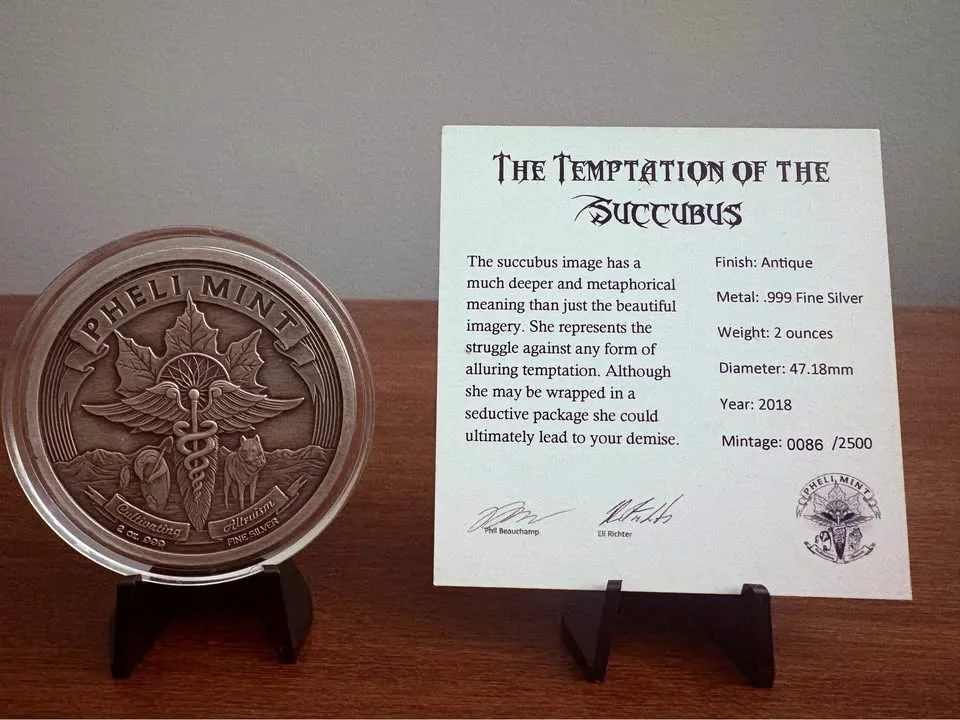 PHELI MINT
Cultivating
Altruism
2 oz .999
FINE SILVER
THE TEMPTATION OF THE
SUCCUBUS
The succubus image has a
much deeper and metaphorical
meaning than just the beautiful
imagery. She represents the
struggle against any form of
alluring temptation. Although
she may be wrapped in a
seductive package she could
ultimately lead to your demise.
Finish: Antique
Metal: .999 Fine Silver
Weight: 2 ounces
Diameter: 47.18mm
Year: 2018
Mintage: 0086 /2500
Phil Beauchamp
Eli Richter
PHELI MINT